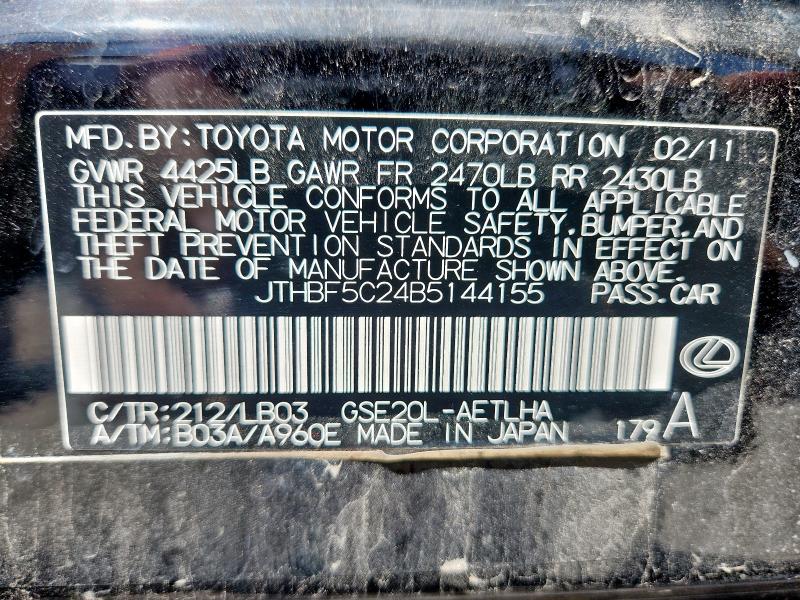 MFD. BY: TOYOTA MOTOR CORPORATION 02/11
GVWR 4425LB GAWR FR 2470LB RR 2430LB
THIS VEHICLE CONFORMS TO ALL APPLICABLE
FEDERAL MOTOR VEHICLE SAFETY. BUMPER. AND
THEFT PREVENTION STANDARDS IN EFFECT ON
THE DATE OF MANUFACTURE SHOWN ABOVE.
JTHBF5C24B5144155 PASS. CAR
C/TR: 212/LB03 GSE20L-AETLHA
A/TM: B03A/A960E MADE IN JAPAN 179 A